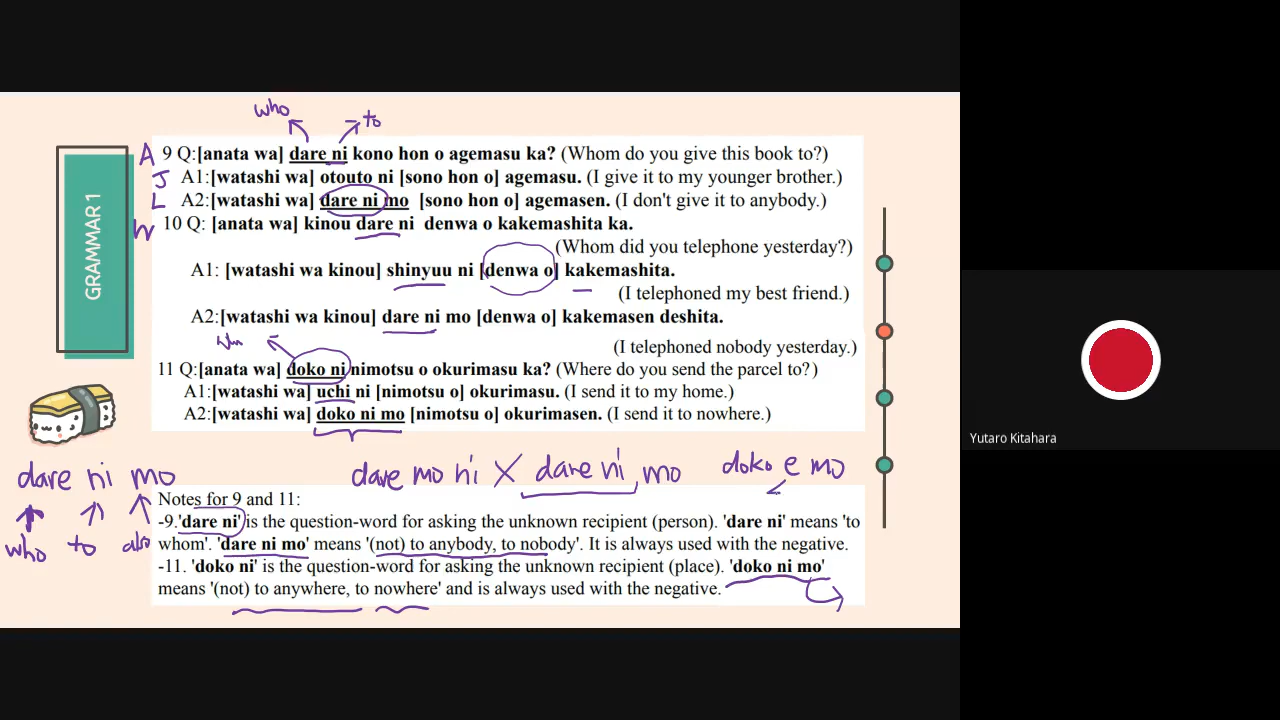 who
to
GRAMMAR 1
A 9 Q:[anata wa] dare ni kono hon o agemasu ka? (Whom do you give this book to?)
J A1:[watashi wa] otouto ni [sono hon o] agemasu. (I give it to my younger brother.)
L A2:[watashi wa] dare ni mo [sono hon o] agemasen. (I don't give it to anybody.)
W 10 Q: [anata wa] kinou dare ni denwa o kakemashita ka.
(Whom did you telephone yesterday?)
A1: [watashi wa kinou] shinyuu ni [denwa o] kakemashita.
(I telephoned my best friend.)
A2:[watashi wa kinou] dare ni mo [denwa o] kakemasen deshita.
(I telephoned nobody yesterday.)
11 Q:[anata wa] doko ni nimotsu o okurimasu ka? (Where do you send the parcel to?)
A1:[watashi wa] uchi ni [nimotsu o] okurimasu. (I send it to my home.)
A2:[watashi wa] doko ni mo [nimotsu o] okurimasen. (I send it to nowhere.)
dare ni mo
who to also
dare mo ni X dare ni mo
doko e mo
Notes for 9 and 11:
-9.'dare ni' is the question-word for asking the unknown recipient (person). 'dare ni' means 'to
whom'. 'dare ni mo' means '(not) to anybody, to nobody'. It is always used with the negative.
-11. 'doko ni' is the question-word for asking the unknown recipient (place). 'doko ni mo'
means '(not) to anywhere, to nowhere' and is always used with the negative.
Yutaro Kitahara